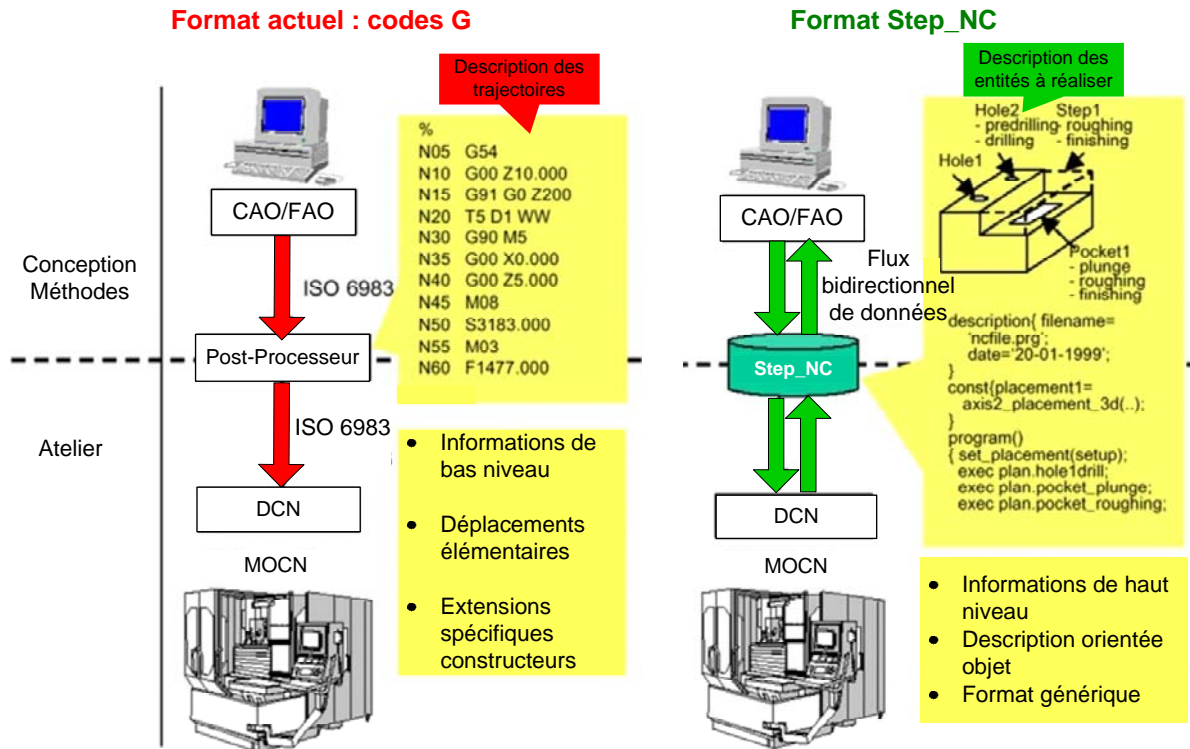 Format actuel : codes G
Format Step_NC
Description des
trajectoires
%
N05 G54
N10 G00 Z10.000
N15 G91 G0 Z200
N20 T5 D1 WW
N30 G90 M5
N35 G00 X0.000
N40 G00 Z5.000
N45 M08
N50 S3183.000
N55 M03
N60 F1477.000
CAO/FAO
ISO 6983
Post-Processeur
ISO 6983
DCN
MOCN
Conception
Méthodes
Atelier
• Informations de
bas niveau
• Déplacements
élémentaires
• Extensions
spécifiques
constructeurs
CAO/FAO
Flux
bidirectionnel
de données
Step_NC
DCN
MOCN
Description des
entités à réaliser
Hole2 Step1
- predrilling - roughing
- drilling - finishing
Hole1
Pocket1
- plunge
- roughing
- finishing
description{ filename=
'ncfile.prg';
date='20-01-1999';
}
const{placement1=
axis2_placement_3d(..);
}
program()
{ set_placement(setup);
exec plan.hole1drill;
exec plan.pocket_plunge;
exec plan.pocket_roughing;
• Informations de haut
niveau
• Description orientée
objet
• Format générique